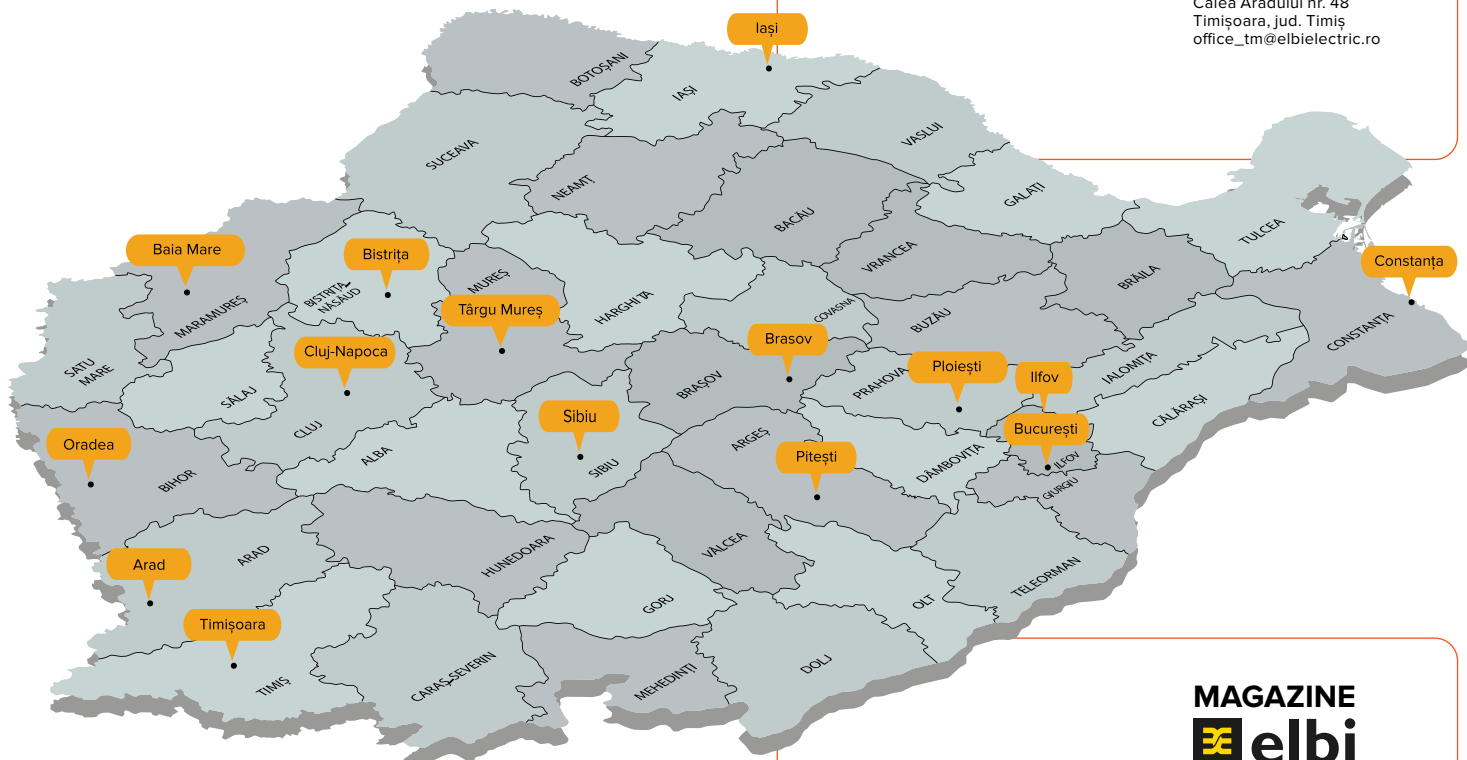 Calea Aradului nr. 48
Timișoara, jud. Timiș
office_tm@elbielectric.ro
Iași
BOTOȘANI
IAȘI
VASLUI
SUCEAVA
NEAMȚ
GALAȚI
BACĂU
TULCEA
Baia Mare
Bistrița
VRANCEA
Constanța
MUREȘ
BRĂILA
BISTRIȚA-
NĂSĂUD
HARGHITA
MARAMUREȘ
Târgu Mureș
COVASNA
BUZĂU
CONSTANȚA
Cluj-Napoca
Brasov
SATU
MARE
Ploiești
Ilfov
IALOMIȚA
PRAHOVA
BRAȘOV
SĂLAJ
CĂLĂRAȘI
Sibiu
CLUJ
București
Oradea
ARGEȘ
ALBA
Pitești
DÂMBOVIȚA
ILFOV
SIBIU
BIHOR
GIURGIU
ARAD
HUNEDOARA
VÂLCEA
Arad
TELEORMAN
GORJ
OLT
Timișoara
DOLJ
TIMIȘ
CARAȘ-SEVERIN
MEHEDINȚI
MAGAZINE
elbi